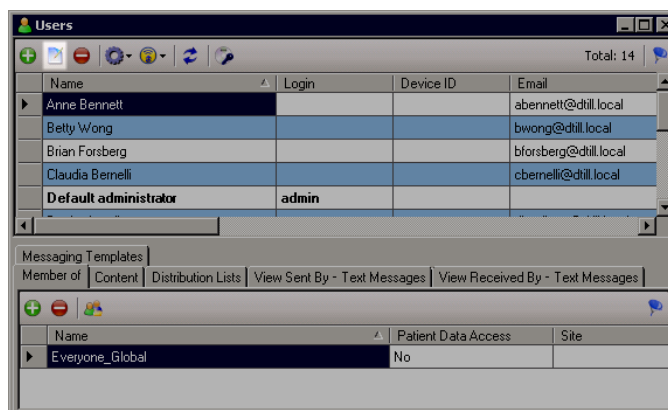 Users
Total: 14
Name Login Device ID Email
Anne Bennett abennett@dtill.local
Betty Wong bwong@dtill.local
Brian Forsberg bforsberg@dtill.local
Claudia Bernelli cbernelli@dtill.local
Default administrator admin
Messaging Templates
Member of Content Distribution Lists View Sent By - Text Messages View Received By - Text Messages
Name Patient Data Access Site
Everyone_Global No